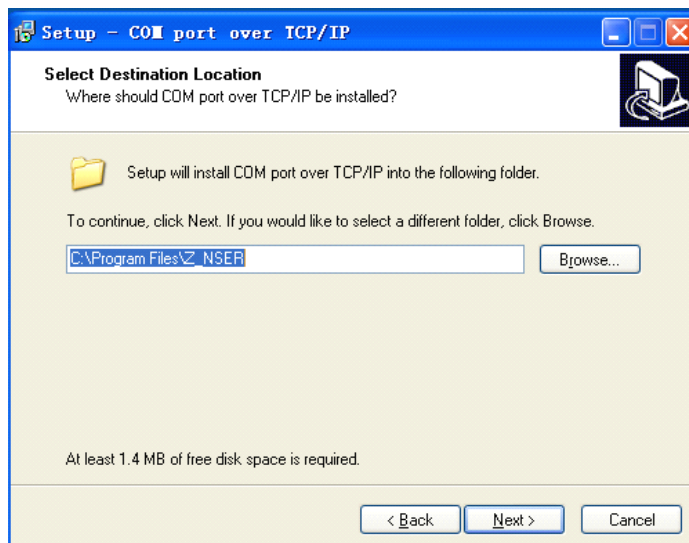 Setup - COM port over TCP/IP
Select Destination Location
Where should COM port over TCP/IP be installed?
Setup will install COM port over TCP/IP into the following folder.
To continue, click Next. If you would like to select a different folder, click Browse.
C:\Program Files\Z_NSER
Browse...
At least 1.4 MB of free disk space is required.
< Back
Next >
Cancel